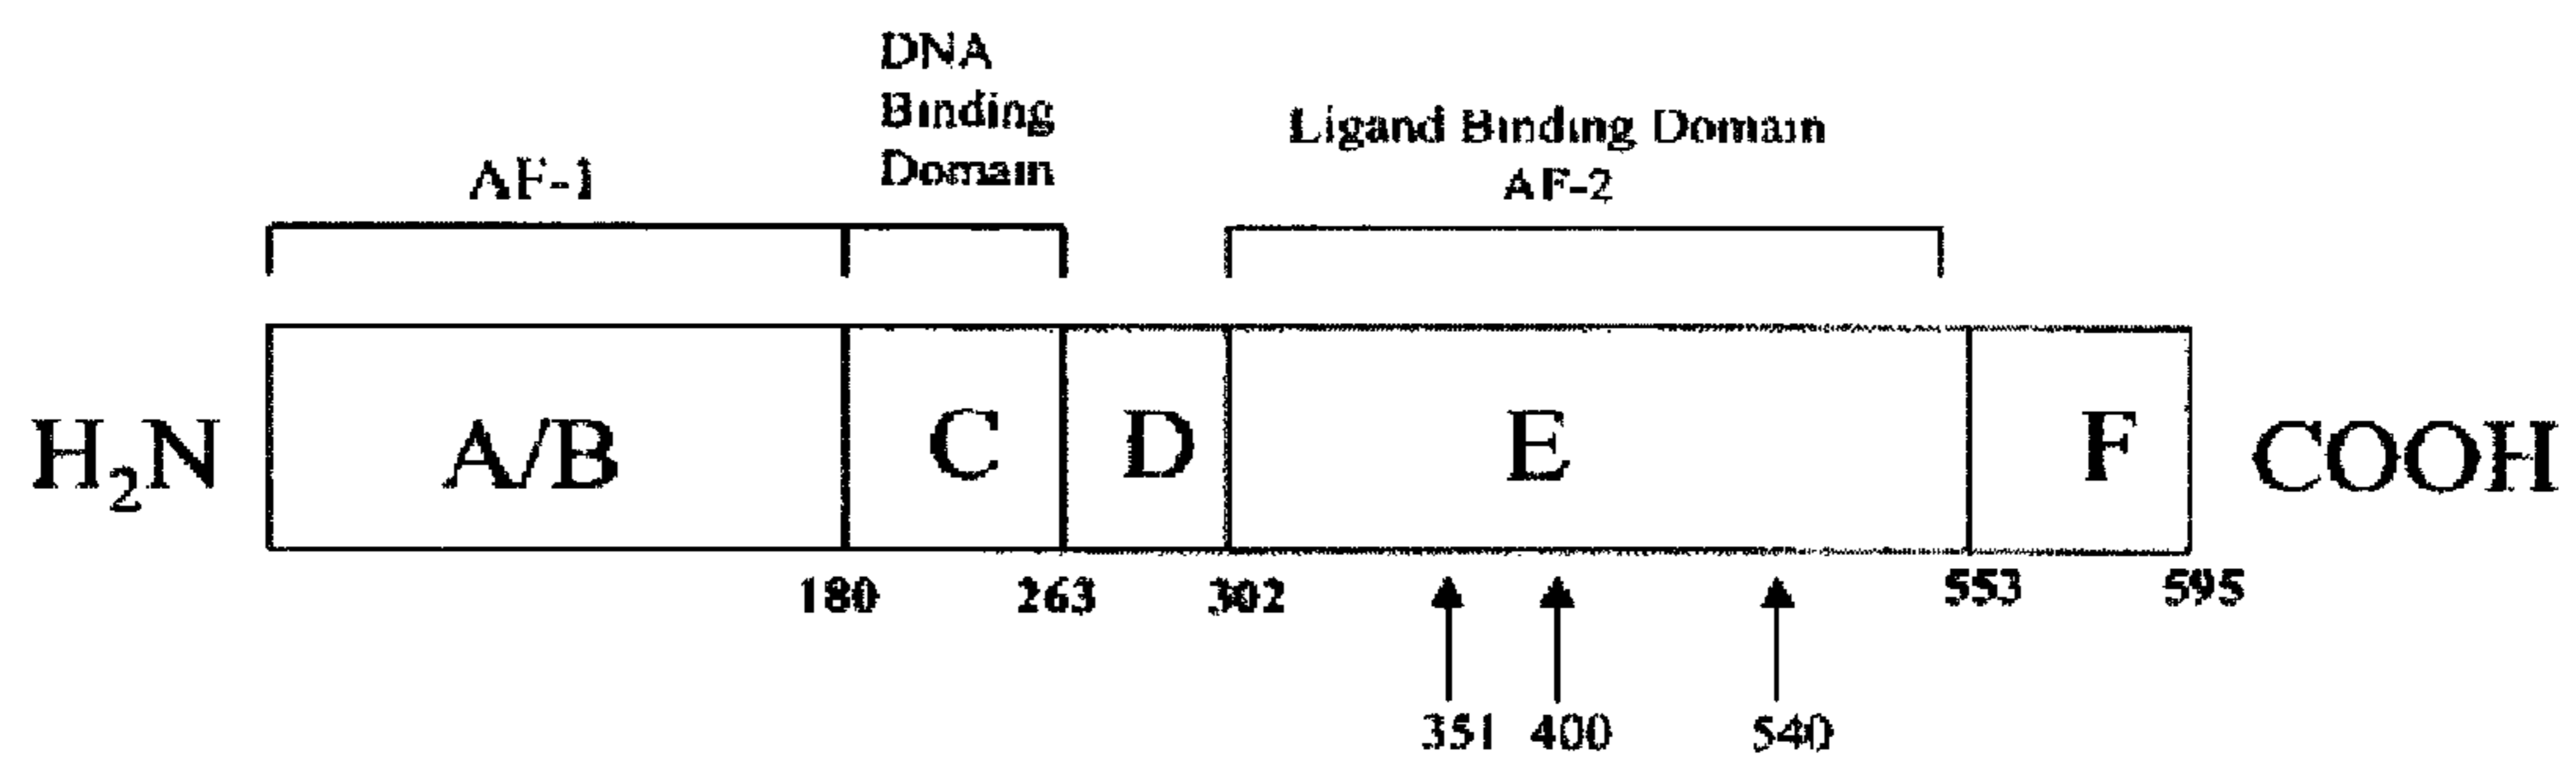 DNA
Binding
Domain
Ligand Binding Domain
AF-1
AF-2
H₂N A/B C D E F COOH
180 263 302 553 595
351 400 540